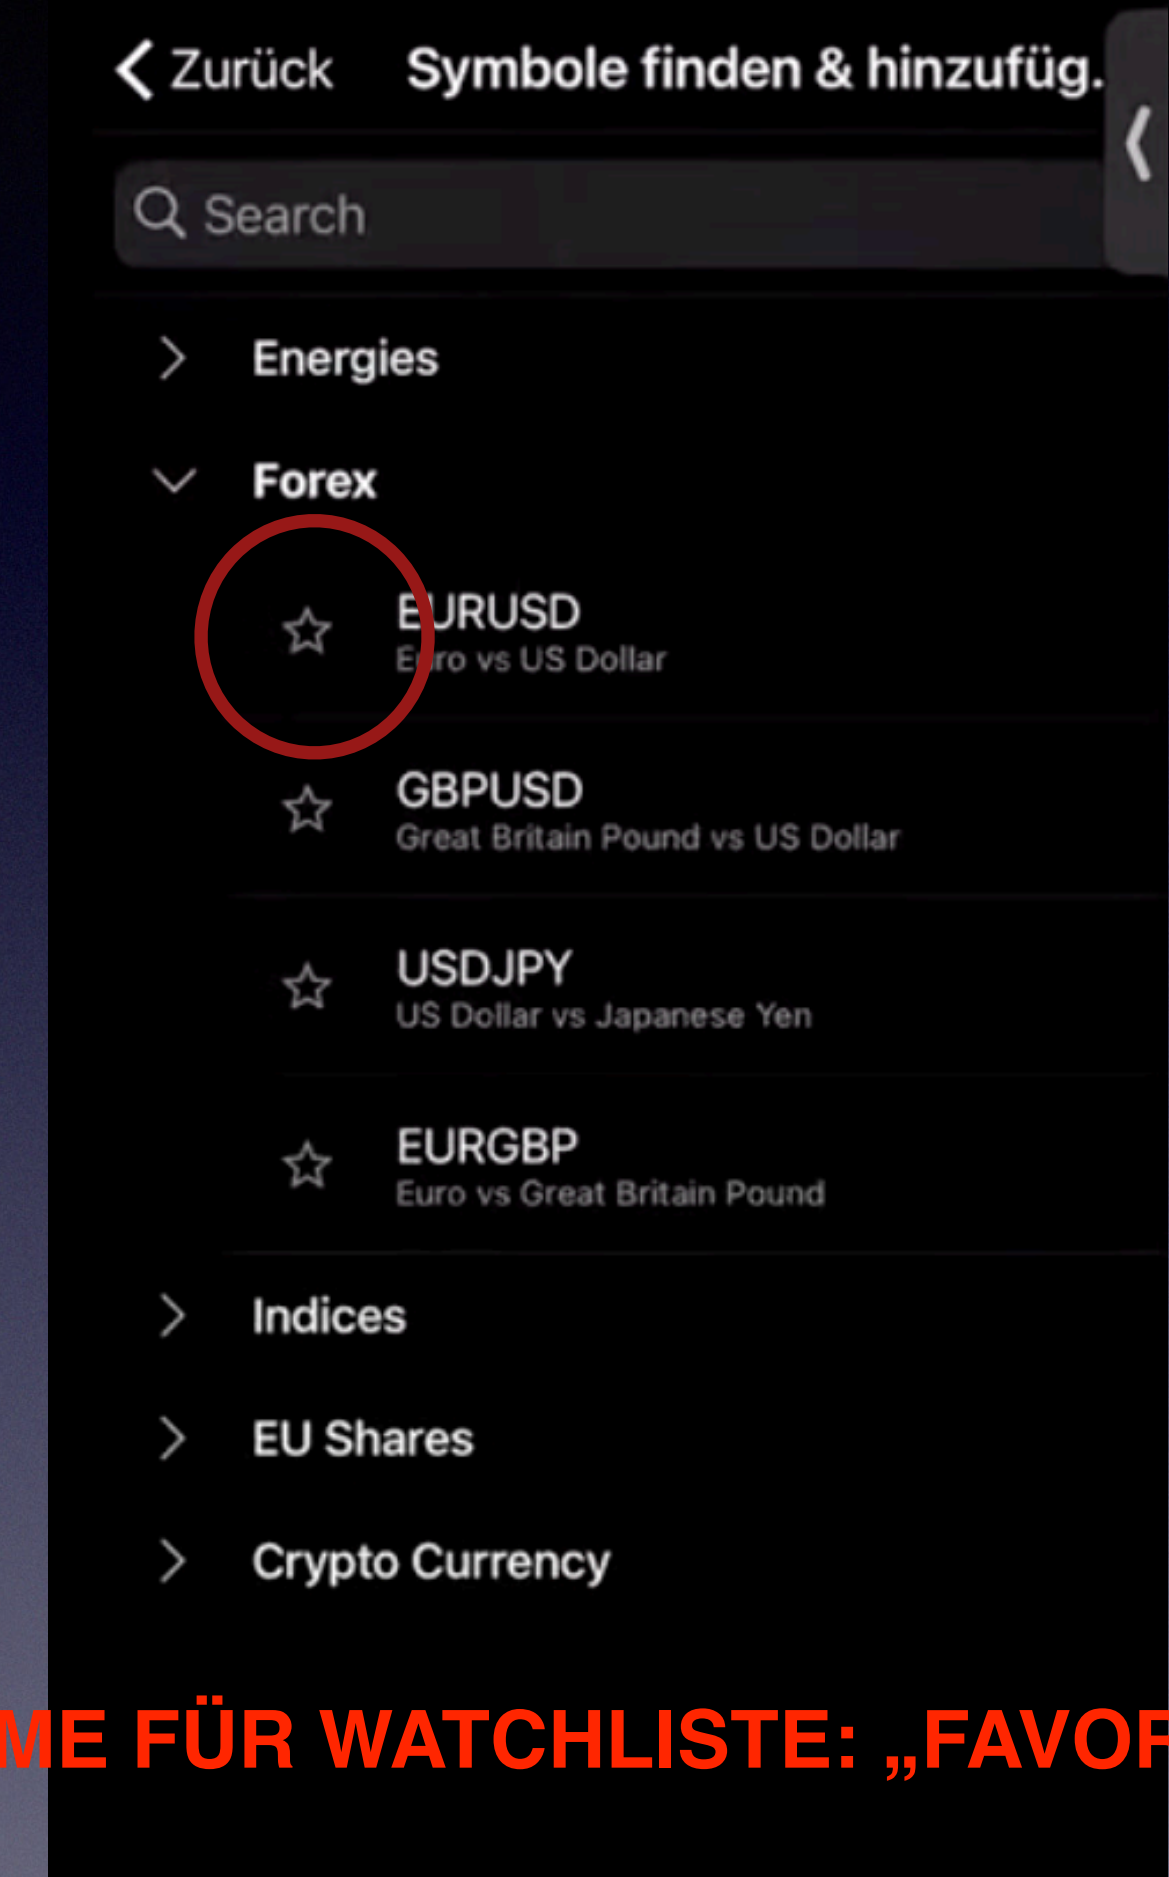 Zurück Symbole finden & hinzufüg.
Search
Energies
Forex
EURUSD
Euro vs US Dollar
GBPUSD
Great Britain Pound vs US Dollar
USDJPY
US Dollar vs Japanese Yen
EURGBP
Euro vs Great Britain Pound
Indices
EU Shares
Crypto Currency
ME FÜR WATCHLISTE: „FAVOR